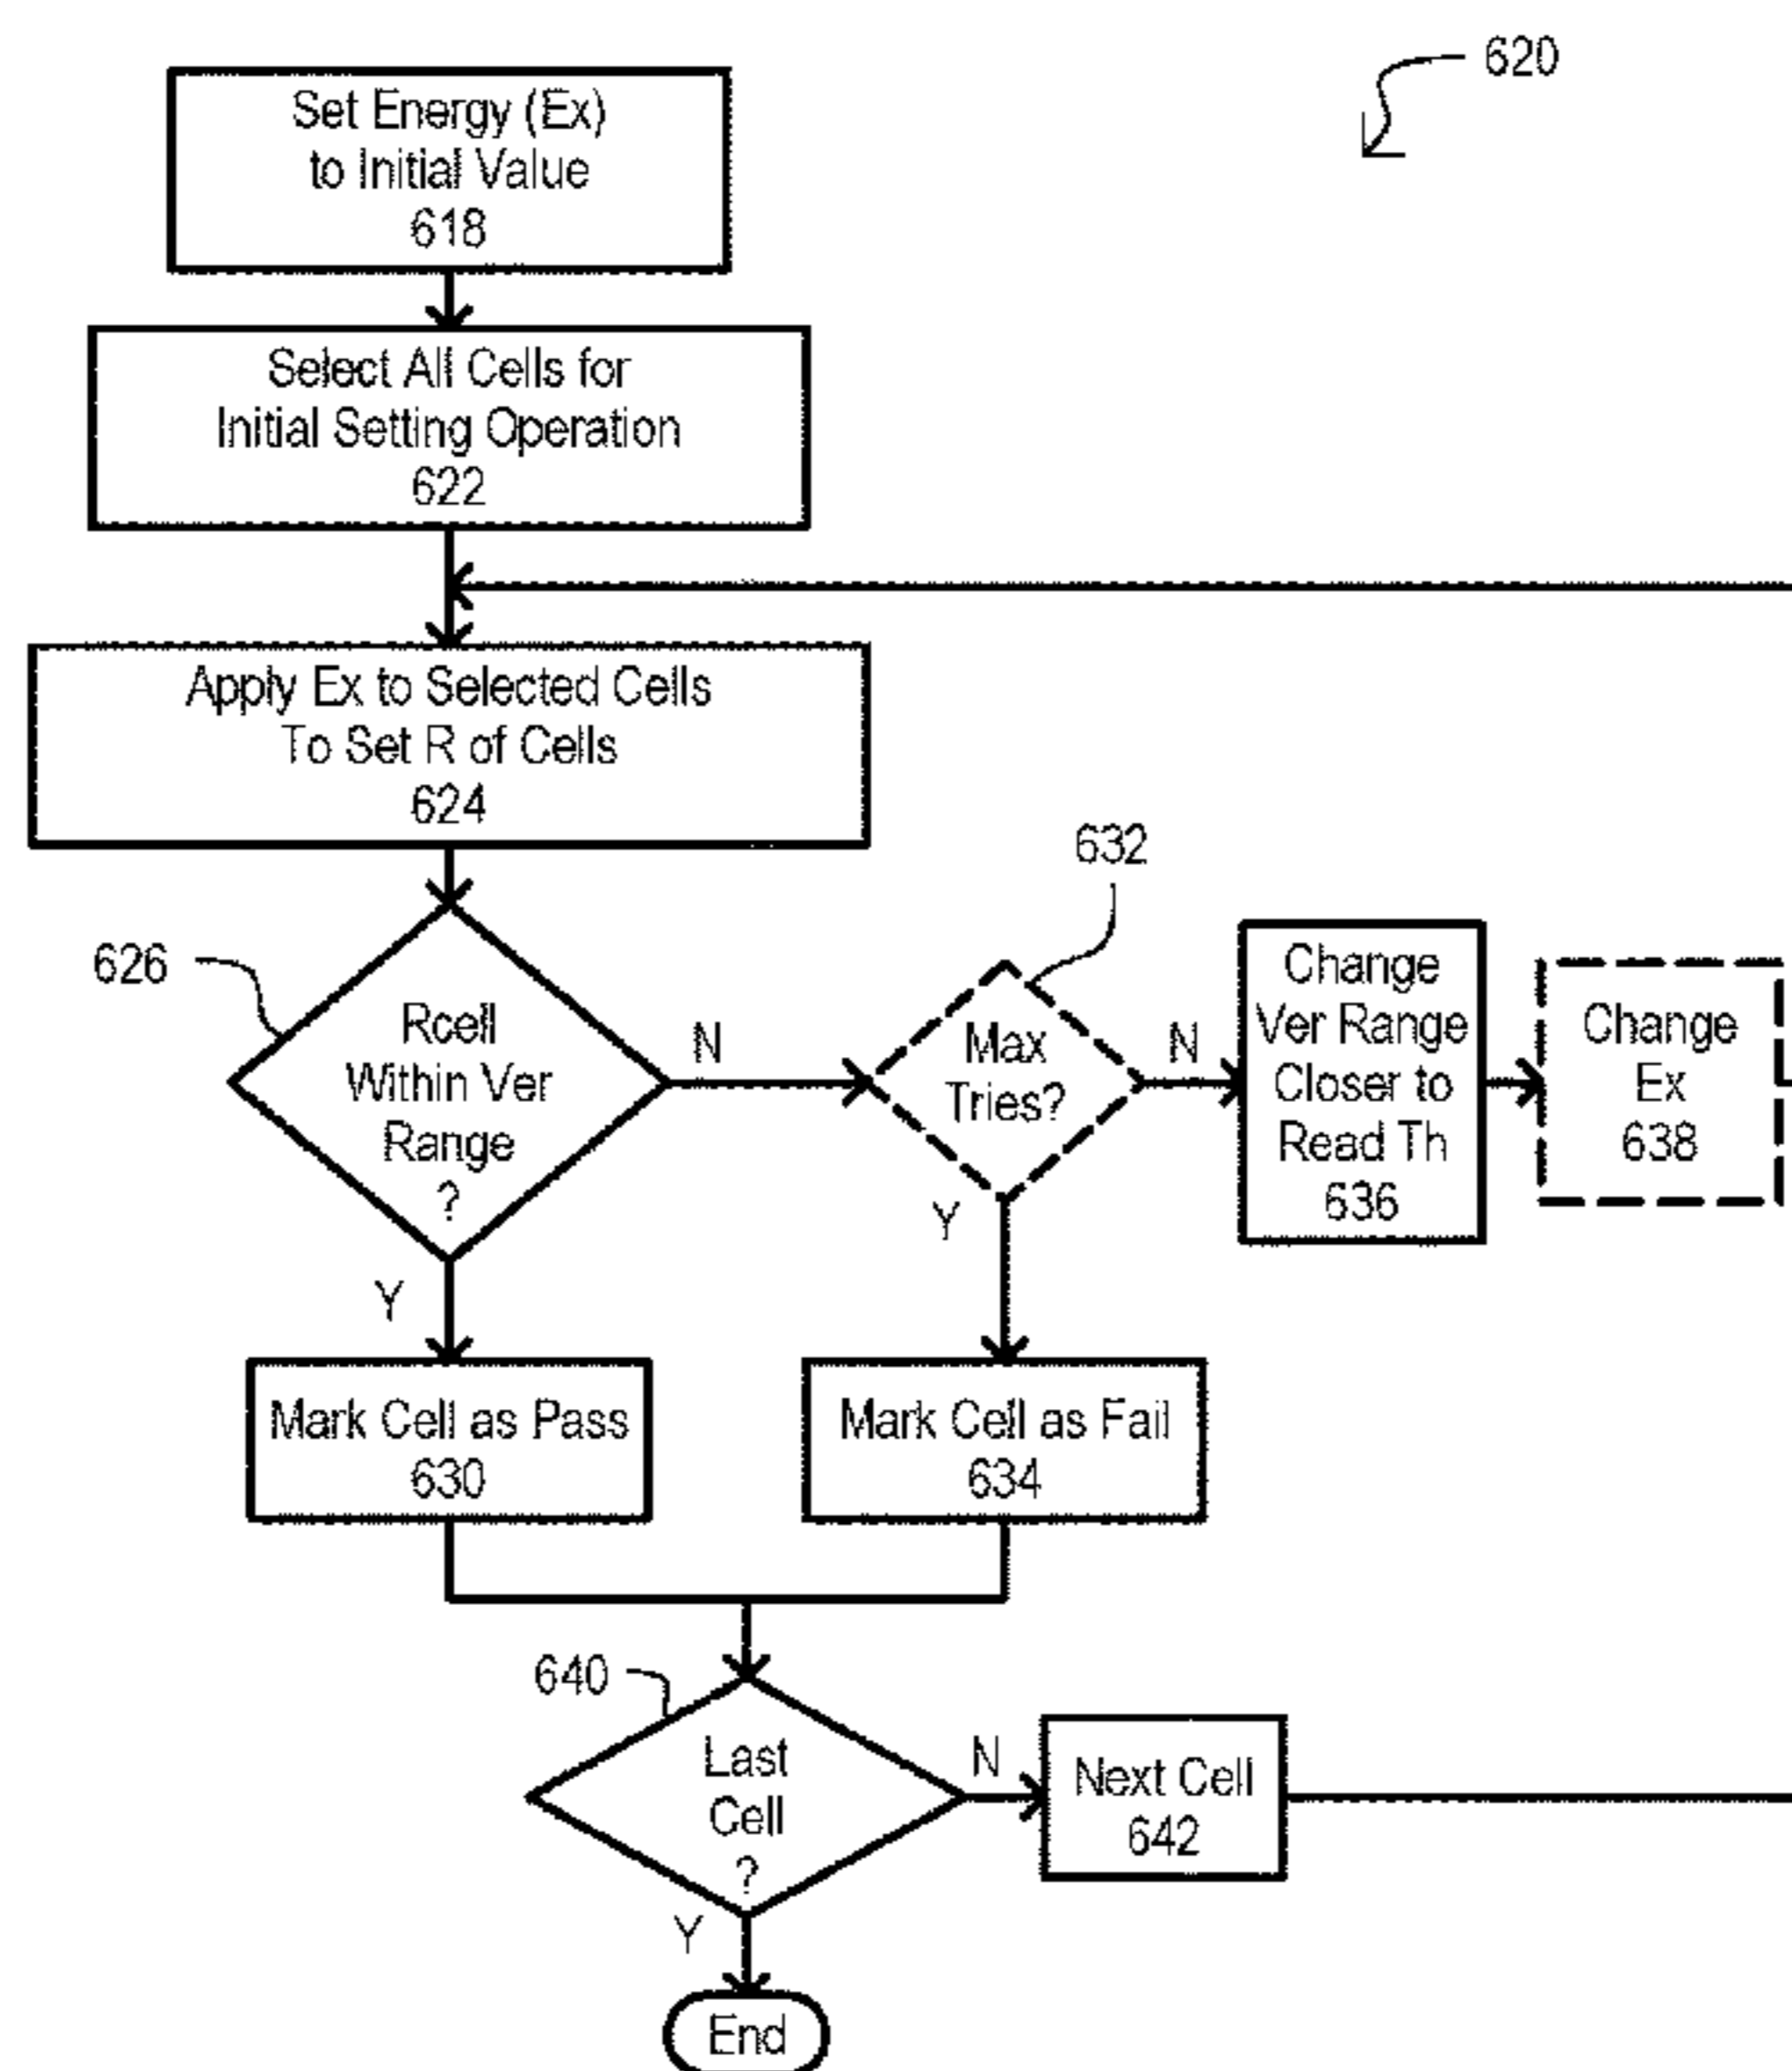 620
Set Energy (Ex)
to Initial Value
618
Select All Cells for
Initial Setting Operation
622
Apply Ex to Selected Cells
To Set R of Cells
624
626
Rcell
Within Ver
Range
?
N
Y
632
Max
Tries?
N
Y
Change
Ver Range
Closer to
Read Th
636
Change
Ex
638
Mark Cell as Pass
630
Mark Cell as Fail
634
640
Last
Cell
?
N
Y
Next Cell
642
End